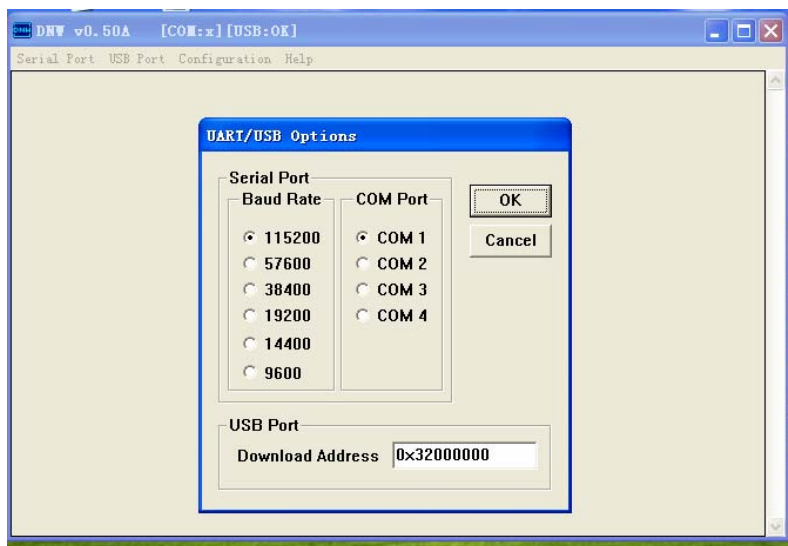 DNW v0.50A [COM:x][USB:OK]
Serial Port USB Port Configuration Help
UART/USB Options
Serial Port
Baud Rate
115200
57600
38400
19200
14400
9600
COM Port
COM 1
COM 2
COM 3
COM 4
OK
Cancel
USB Port
Download Address 0x32000000